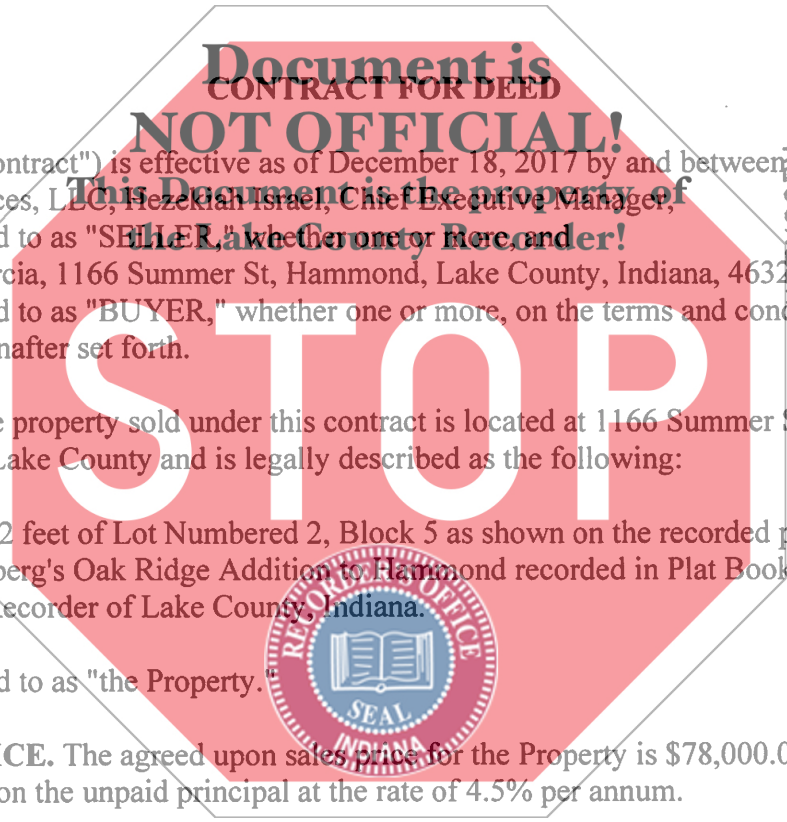 Document is
CONTRACT FOR DEED
NOT OFFICIAL!
ontract") is effective as of December 18, 2017 by and between
This Document is the property of
ces, LLC, Hezekiah Israel, Chief Executive Manager,
the Lake County Recorder!
d to as "SELLER," whether one or more, and
rcia, 1166 Summer St, Hammond, Lake County, Indiana, 4632
d to as "BUYER," whether one or more, on the terms and cond
nafter set forth.
STOP
e property sold under this contract is located at 1166 Summer S
Lake County and is legally described as the following:
2 feet of Lot Numbered 2, Block 5 as shown on the recorded p
berg's Oak Ridge Addition to Hammond recorded in Plat Book
Recorder of Lake County, Indiana.
RECORDER'S OFFICE
SEAL
INDIANA
d to as "the Property."
ICE. The agreed upon sales price for the Property is $78,000.0
on the unpaid principal at the rate of 4.5% per annum.